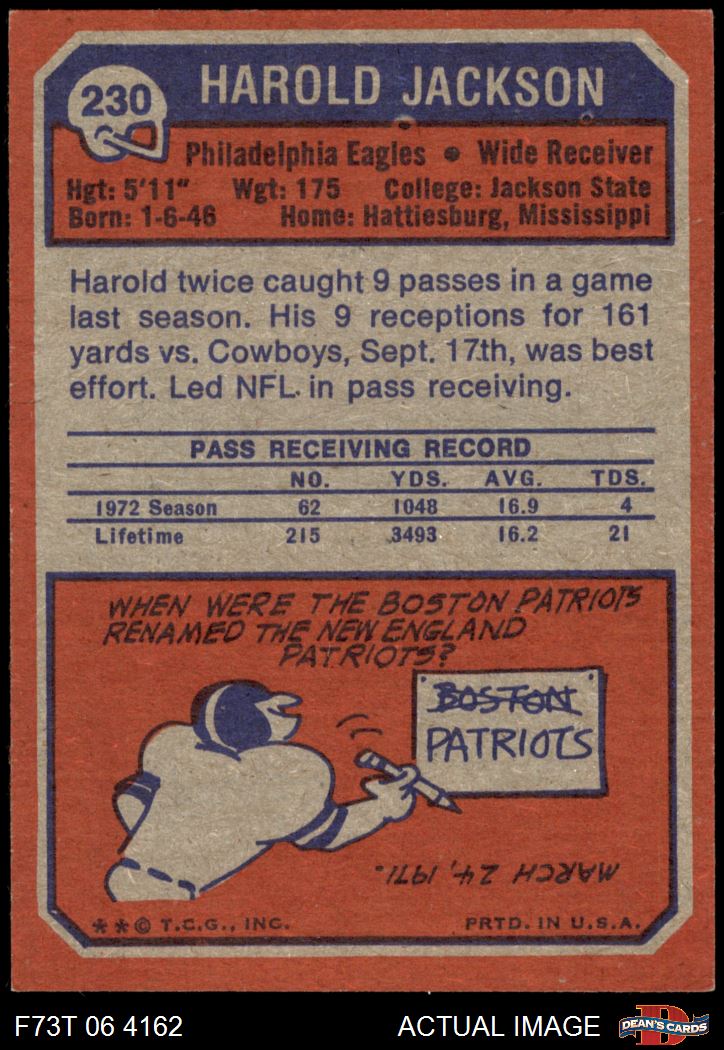 230
HAROLD JACKSON
Philadelphia Eagles • Wide Receiver
Hgt: 5'11" Wgt: 175 College: Jackson State
Born: 1-6-46 Home: Hattiesburg, Mississippi
Harold twice caught 9 passes in a game
last season. His 9 receptions for 161
yards vs. Cowboys, Sept. 17th, was best
effort. Led NFL in pass receiving.
PASS RECEIVING RECORD
NO. YDS. AVG. TDS.
1972 Season 62 1048 16.9 4
Lifetime 215 3493 16.2 21
WHEN WERE THE BOSTON PATRIOTS
RENAMED THE NEW ENGLAND
PATRIOTS?
BOSTON
PATRIOTS
MARCH 24, 1971.
**© T.C.G., INC. PRTD. IN U.S.A.
F73T 06 4162 ACTUAL IMAGE
D
DEAN'S CARDS